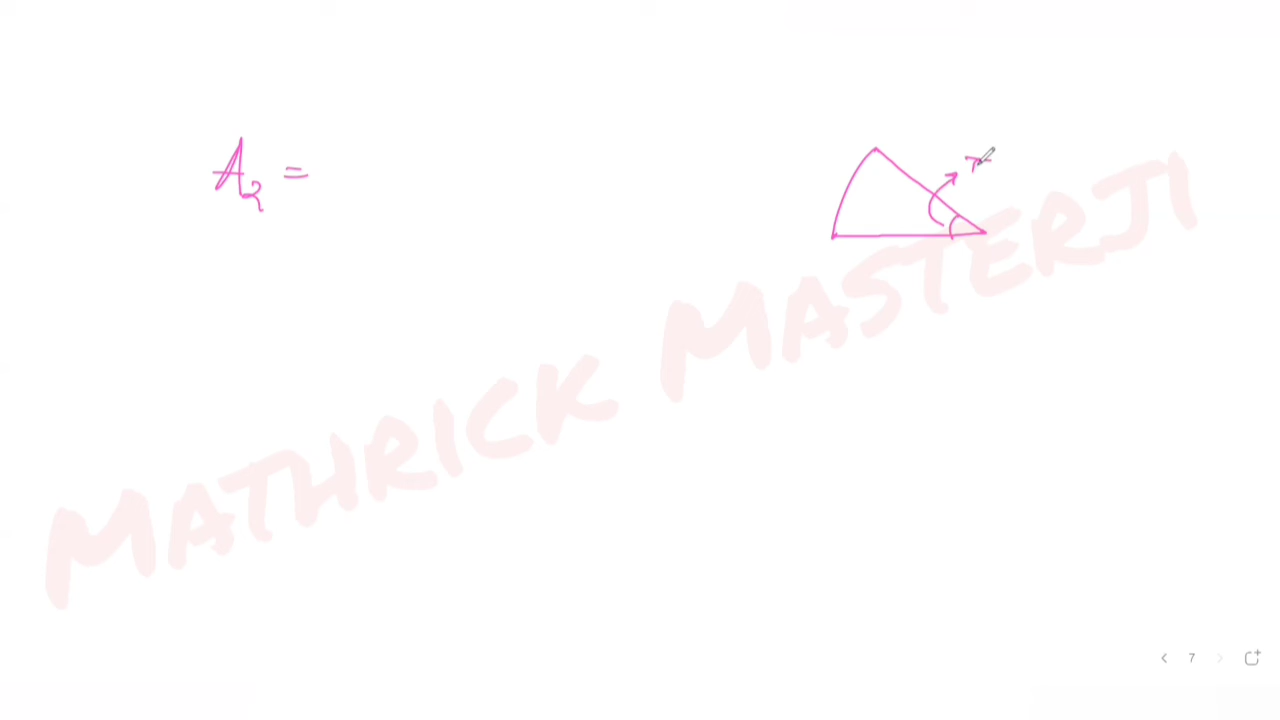 A₂ =
π
MATHRICK MASTERJI
7